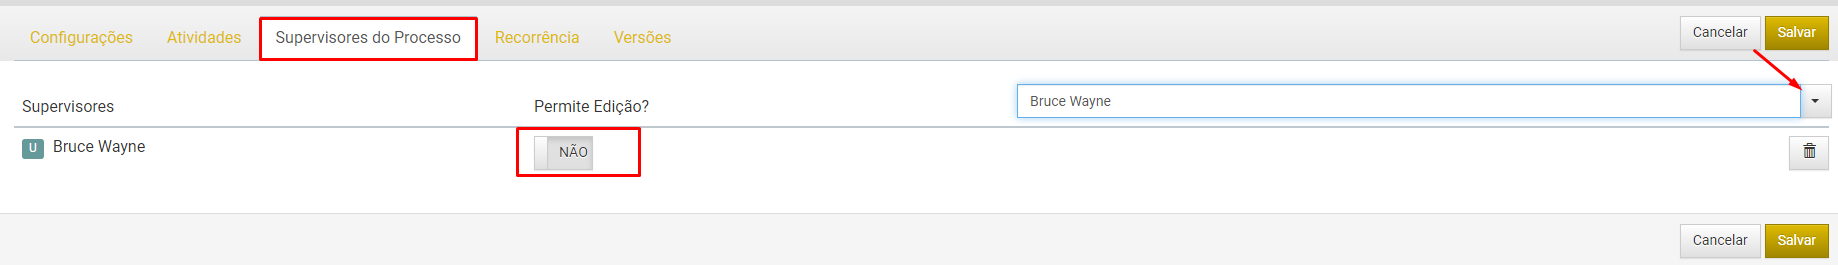 Configurações Atividades Supervisores do Processo Recorrência Versões Cancelar Salvar
Supervisores Permite Edição? Bruce Wayne
U Bruce Wayne NÃO
Cancelar Salvar